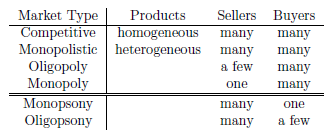 Market Type Products Sellers Buyers
Competitive homogeneous many many
Monopolistic heterogeneous many many
Oligopoly a few many
Monopoly one many
Monopsony many one
Oligopsony many a few